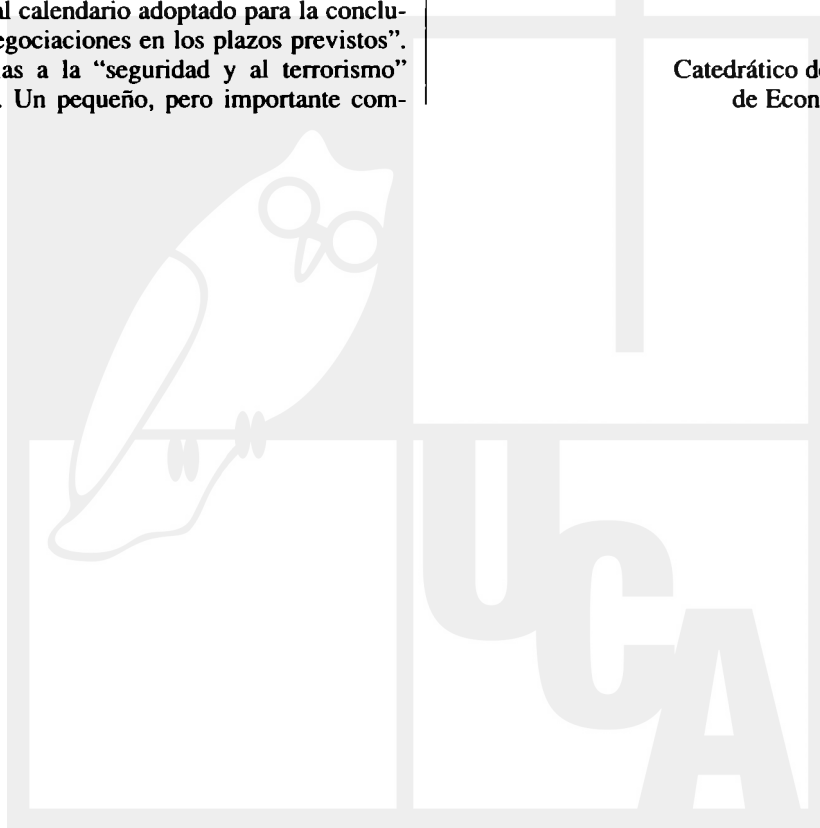 al calendario adoptado para la conclu-
egociaciones en los plazos previstos”.
as a la “seguridad y al terrorismo”
. Un pequeño, pero importante com-
Catedrático de
de Econ
UCA